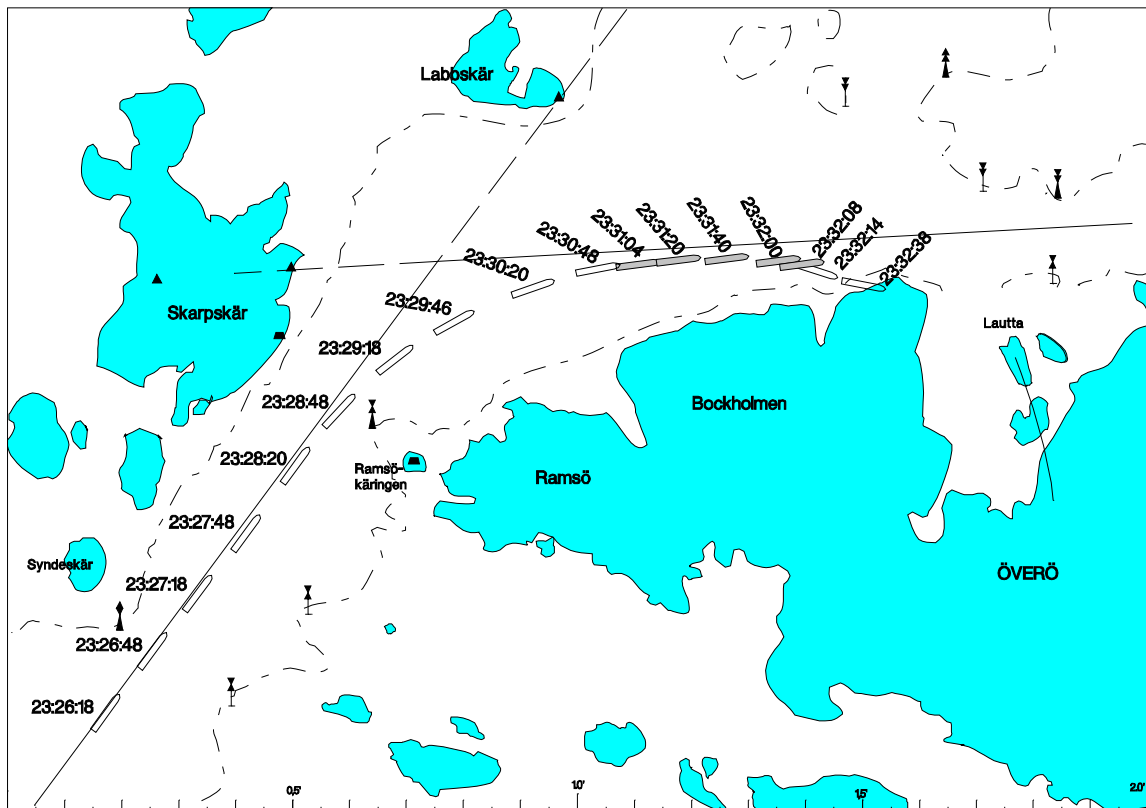 Labbskär
23:30:48
23:31:04
23:31:20
23:31:40
23:32:00
23:32:08
23:32:14
23:32:38
23:30:20
23:29:46
Skarpskär
Lautta
23:29:18
23:28:48
Bockholmen
23:28:20
Ramsö-
käringen
Ramsö
23:27:48
Syndeskär
ÖVERÖ
23:27:18
23:26:48
23:26:18
0,5'
1.0'
1,5'
2.0'